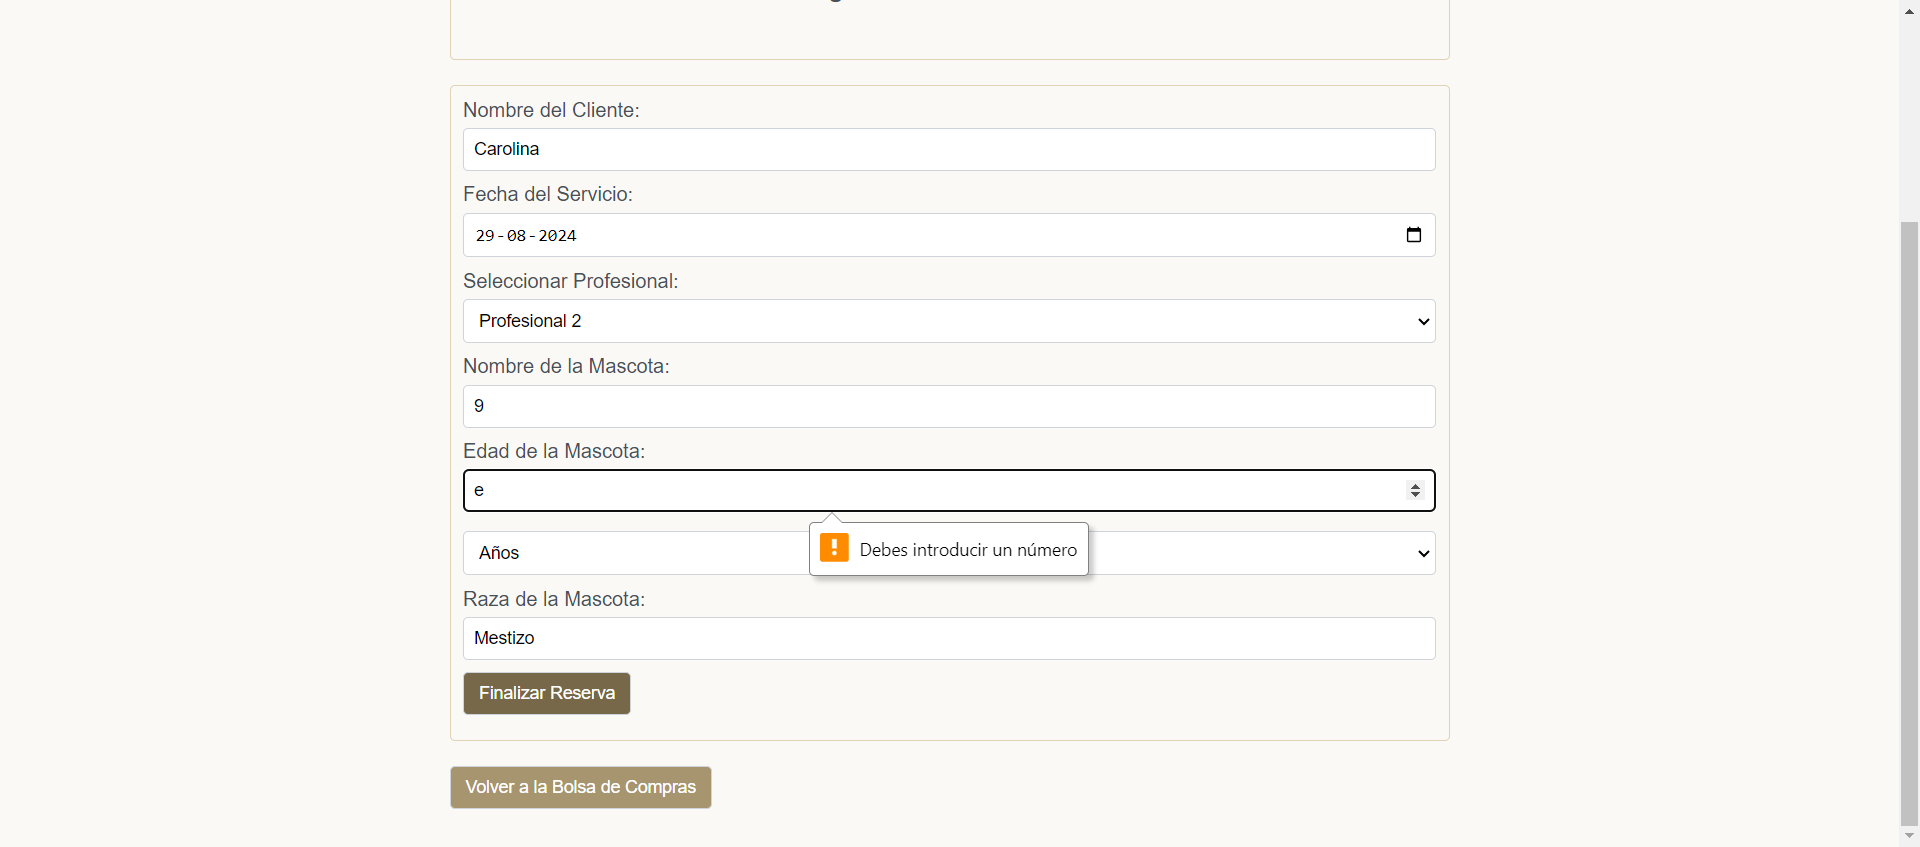 Nombre del Cliente:
Carolina
Fecha del Servicio:
29-08-2024
Seleccionar Profesional:
Profesional 2
Nombre de la Mascota:
9
Edad de la Mascota:
e
Debes introducir un número
Años
Raza de la Mascota:
Mestizo
Finalizar Reserva
Volver a la Bolsa de Compras